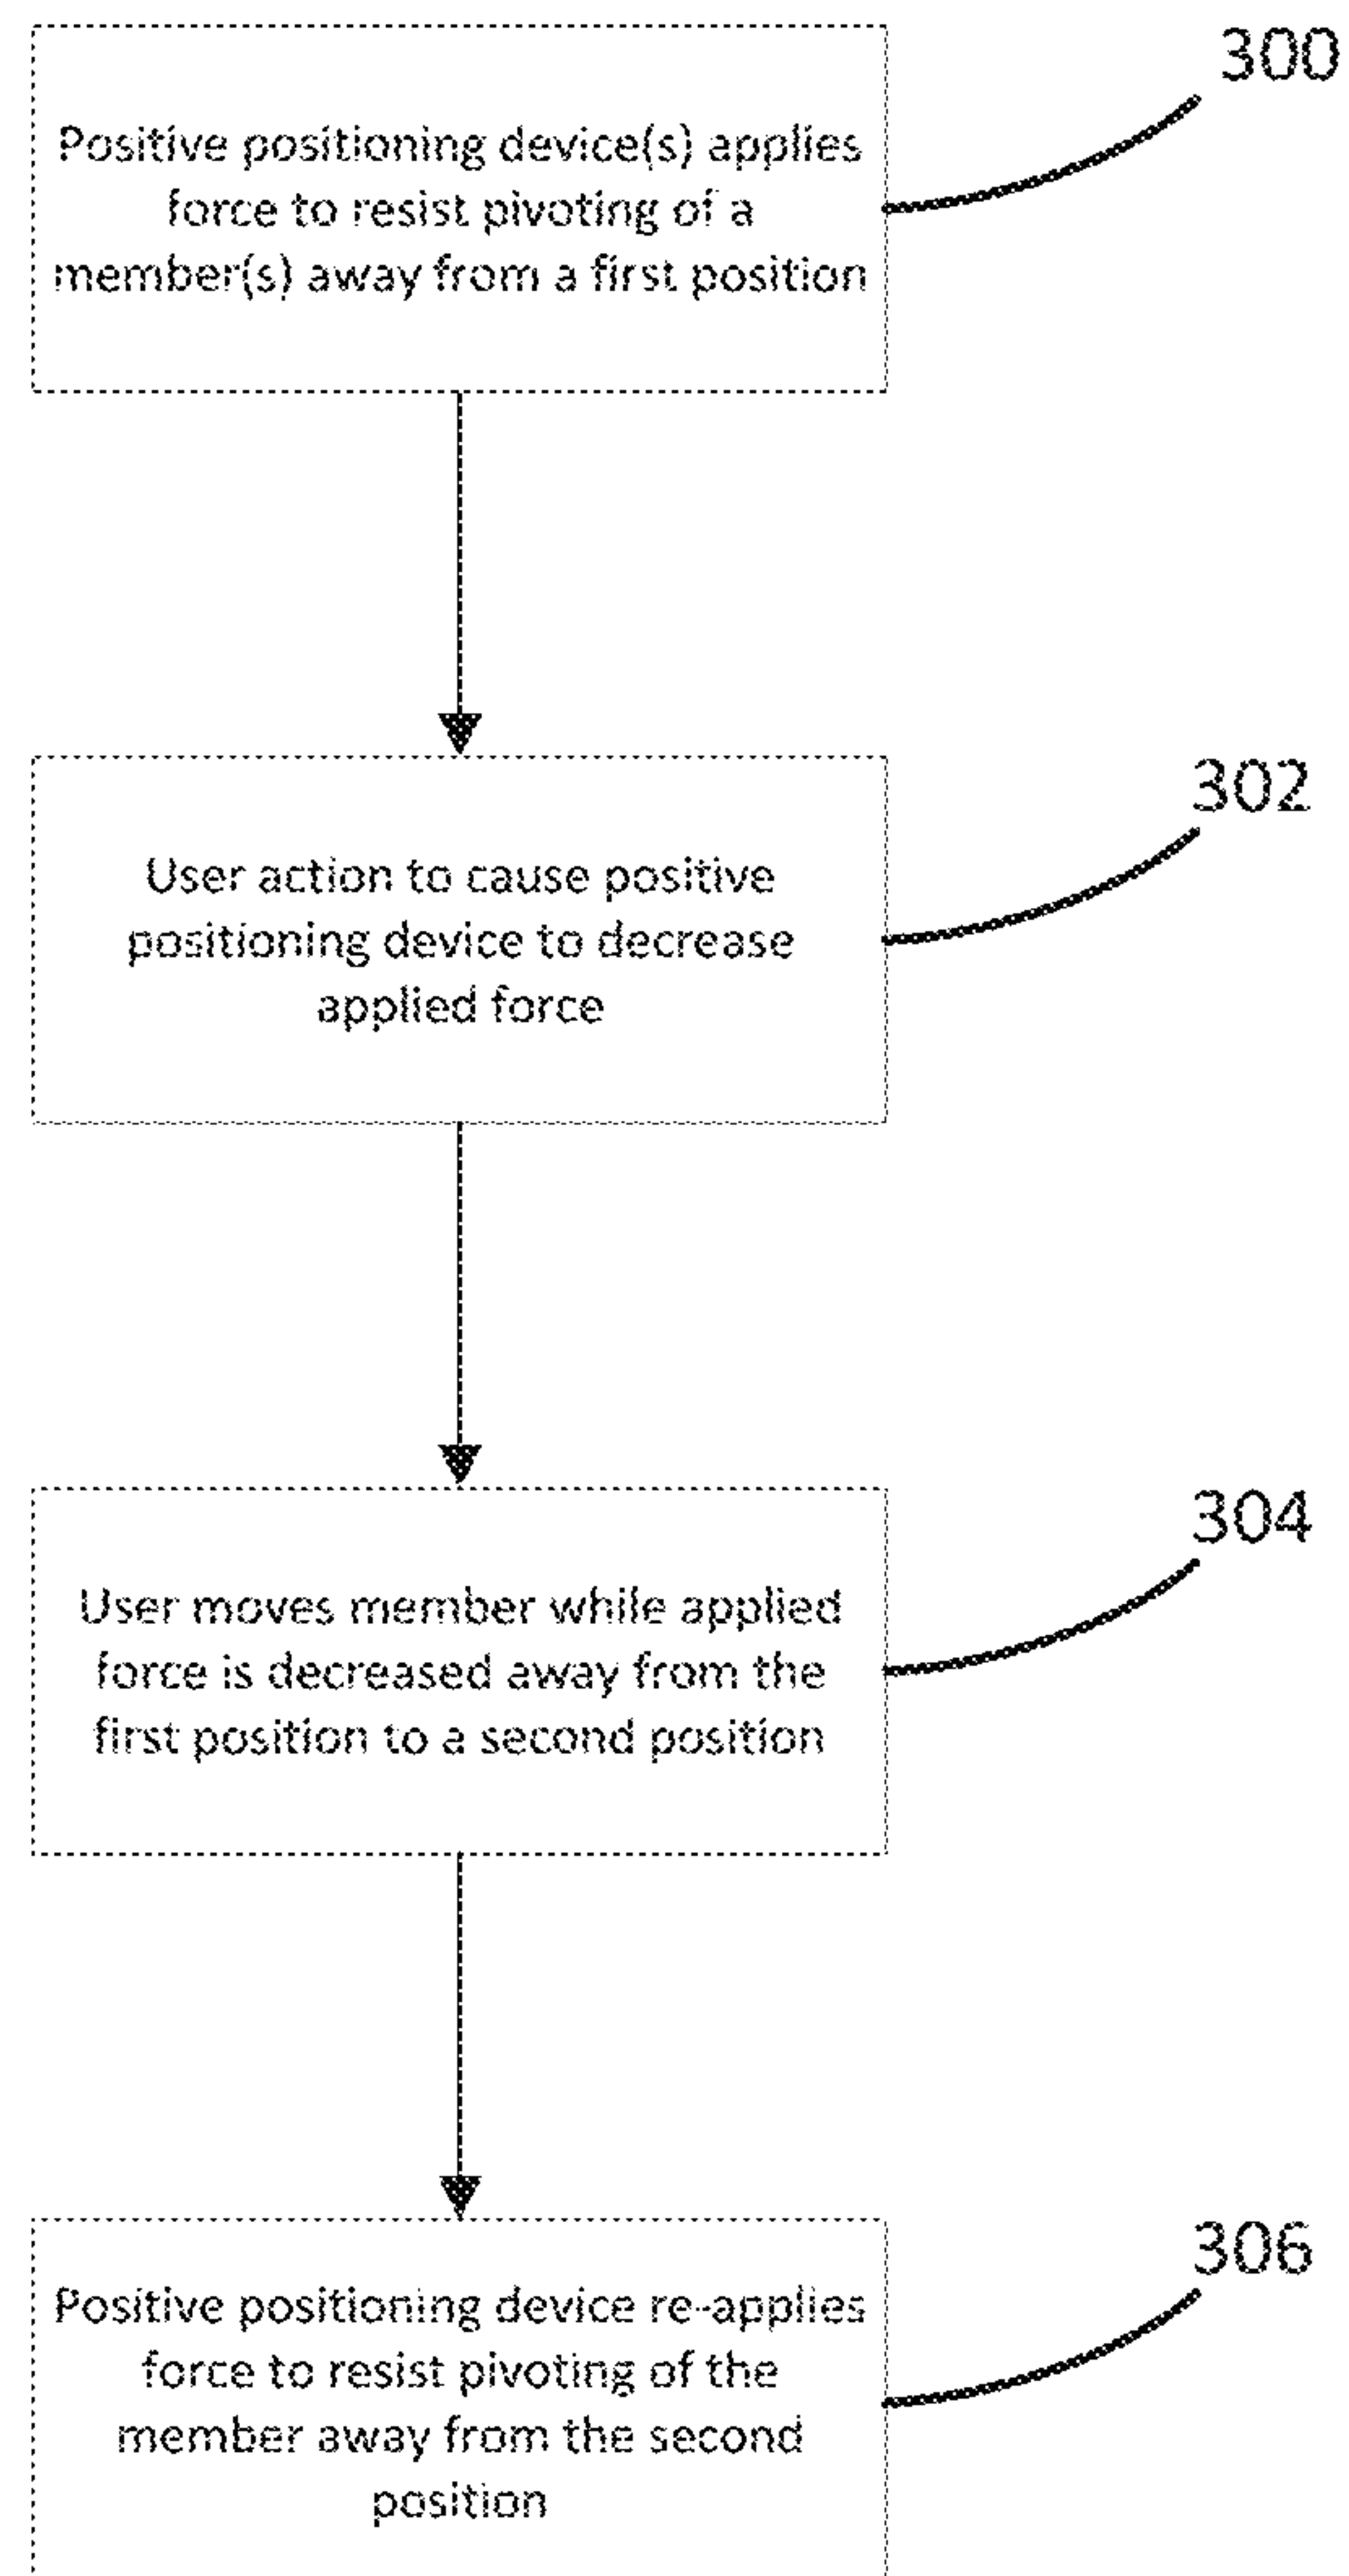 300
Positive positioning device(s) applies
force to resist pivoting of a
member(s) away from a first position
302
User action to cause positive
positioning device to decrease
applied force
304
User moves member while applied
force is decreased away from the
first position to a second position
306
Positive positioning device re-applies
force to resist pivoting of the
member away from the second
position